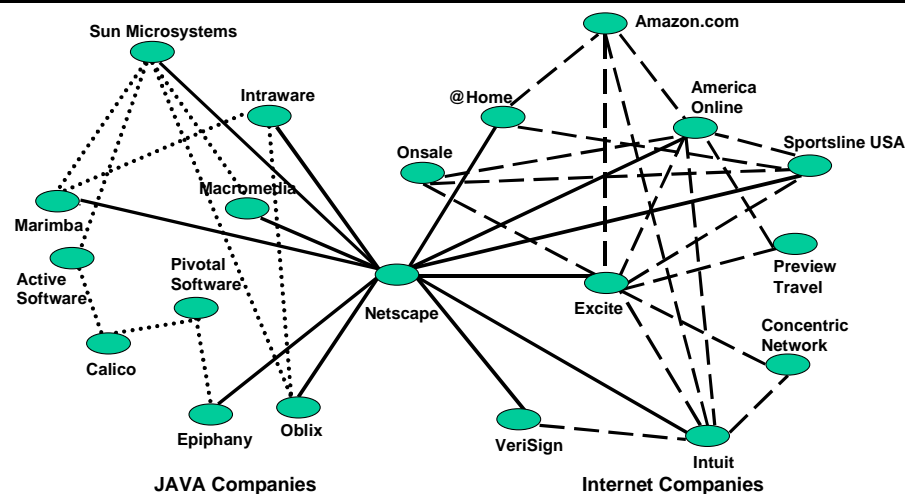 Sun Microsystems
Amazon.com
Intraware
@Home
America
Online
Sportsline USA
Onsale
Macromedia
Marimba
Active
Software
Pivotal
Software
Netscape
Excite
Preview
Travel
Concentric
Network
Calico
Epiphany
Oblix
VeriSign
Intuit
JAVA Companies
Internet Companies